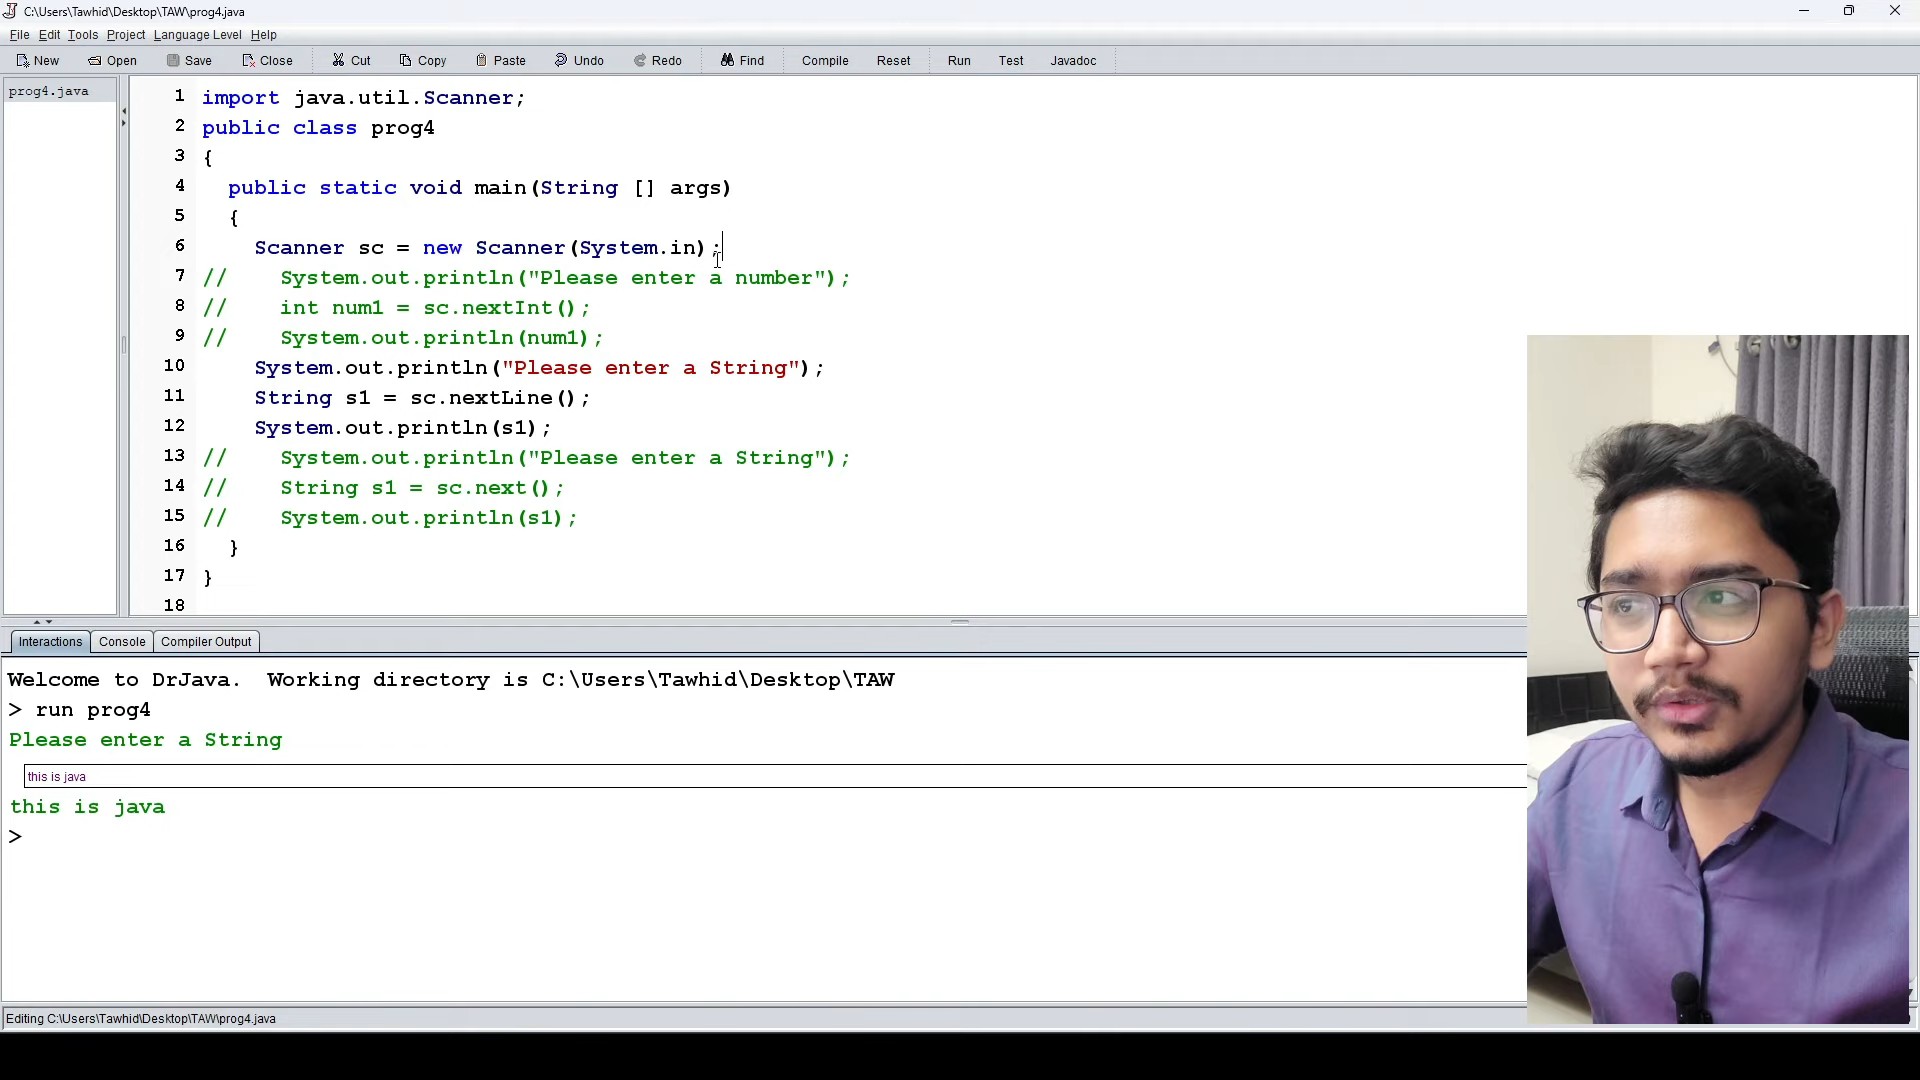 C:\Users\Tawhid\Desktop\TAW\prog4.java
File Edit Tools Project Language Level Help
New Open Save Close Cut Copy Paste Undo Redo Find Compile Reset Run Test Javadoc
prog4.java
1 import java.util.Scanner;
2 public class prog4
3 {
4 public static void main(String [] args)
5 {
6 Scanner sc = new Scanner(System.in);
7 // System.out.println("Please enter a number");
8 // int num1 = sc.nextInt();
9 // System.out.println(num1);
10 System.out.println("Please enter a String");
11 String s1 = sc.nextLine();
12 System.out.println(s1);
13 // System.out.println("Please enter a String");
14 // String s1 = sc.next();
15 // System.out.println(s1);
16 }
17 }
18
Interactions Console Compiler Output
Welcome to DrJava. Working directory is C:\Users\Tawhid\Desktop\TAW
> run prog4
Please enter a String
this is java
this is java
>
Editing C:\Users\Tawhid\Desktop\TAW\prog4.java